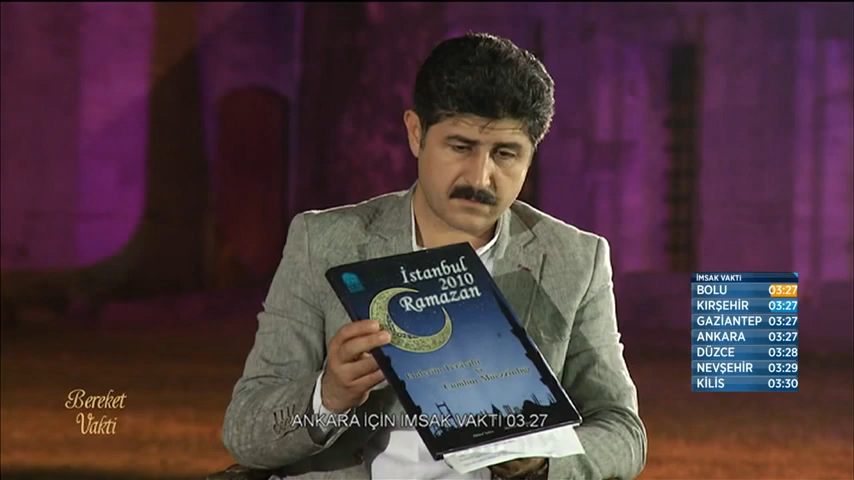 İstanbul
2010
Ramazan
ANKARA İÇİN İMSAK VAKTİ 03 27
Bereket
Vakti
İMSAK VAKTİ
BOLU 03:27
KIRŞEHİR 03:27
GAZİANTEP 03:27
ANKARA 03:27
DÜZCE 03:28
NEVŞEHİR 03:29
KİLİS 03:30